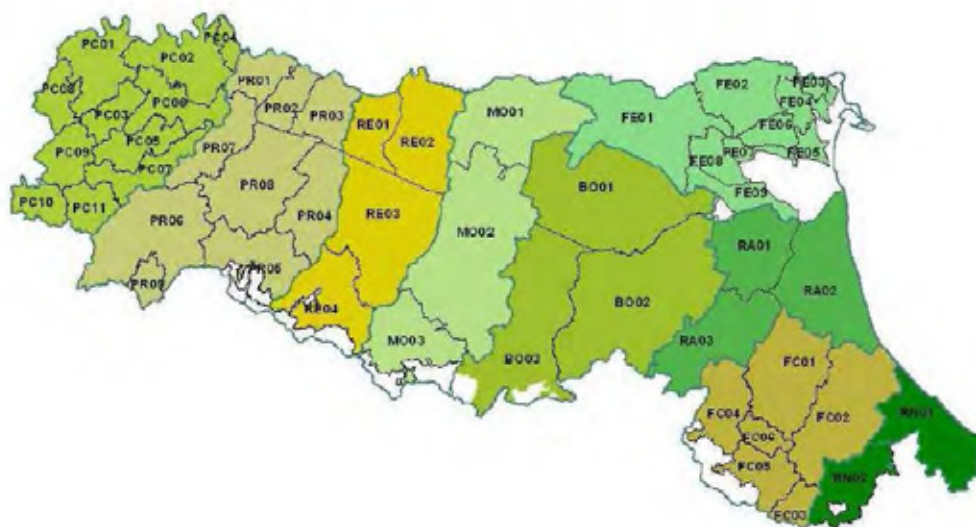 PC01
PC02
PC04
PC08
PC03
PC05
PC09
PC07
PC10
PC11
PR01
PR02
PR03
PR07
PR08
PR06
PR04
PR05
PR09
RE01
RE02
RE03
RE04
MO01
MO02
MO03
FE01
FE02
FE03
FE04
FE06
FE05
FE08
FE09
BO01
BO02
RA01
RA02
RA03
FC01
FC02
FC04
FC06
FC05
FC03
RN01
RN02